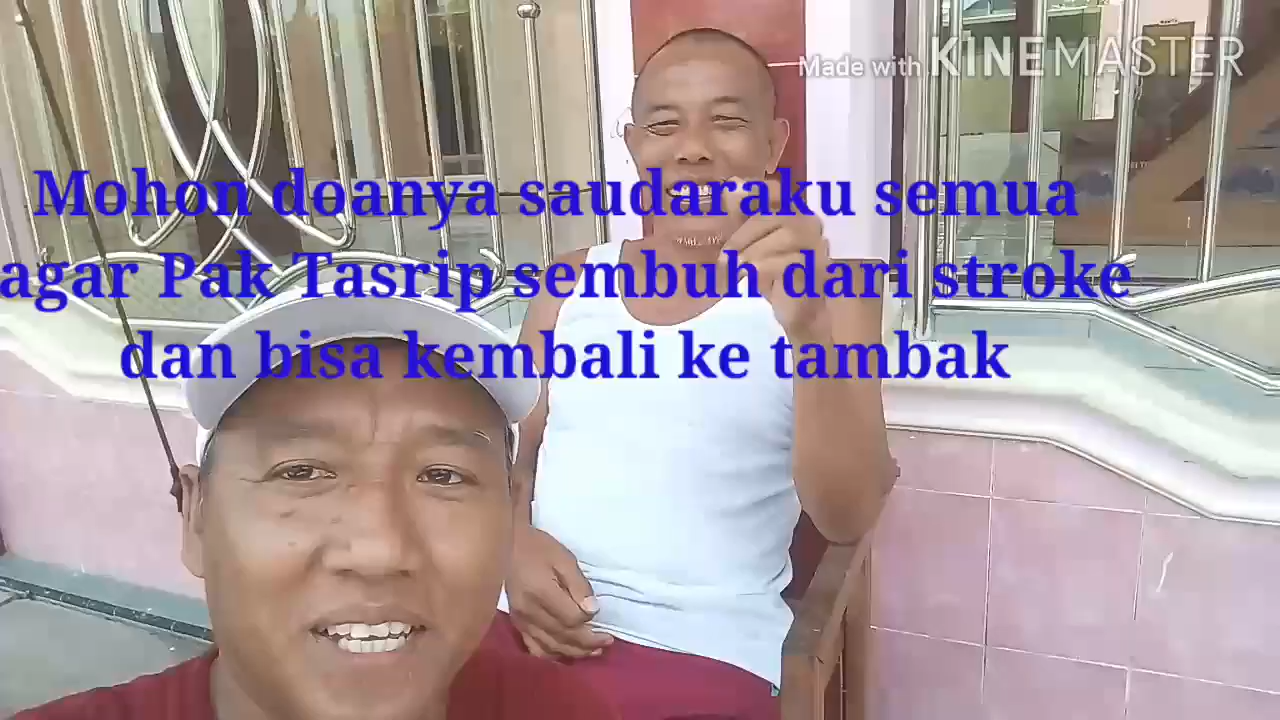 Made with KINEMASTER
Mohon doanya saudaraku semua
agar Pak Tasrip sembuh dari stroke
dan bisa kembali ke tambak